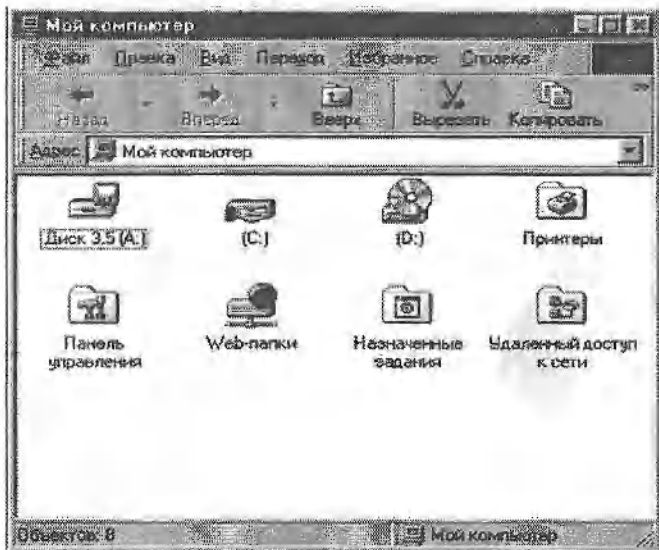 Мой компьютер
Файл Правка Вид Переход Избранное Справка
Назад Вперед Вверх Вырезать Копировать »
Адрес Мой компьютер
Диск 3,5 (A:) (C:) (D:) Принтеры
Панель управления Web-папки Назначенные задания Удаленный доступ к сети
Объектов: 8 Мой компьютер